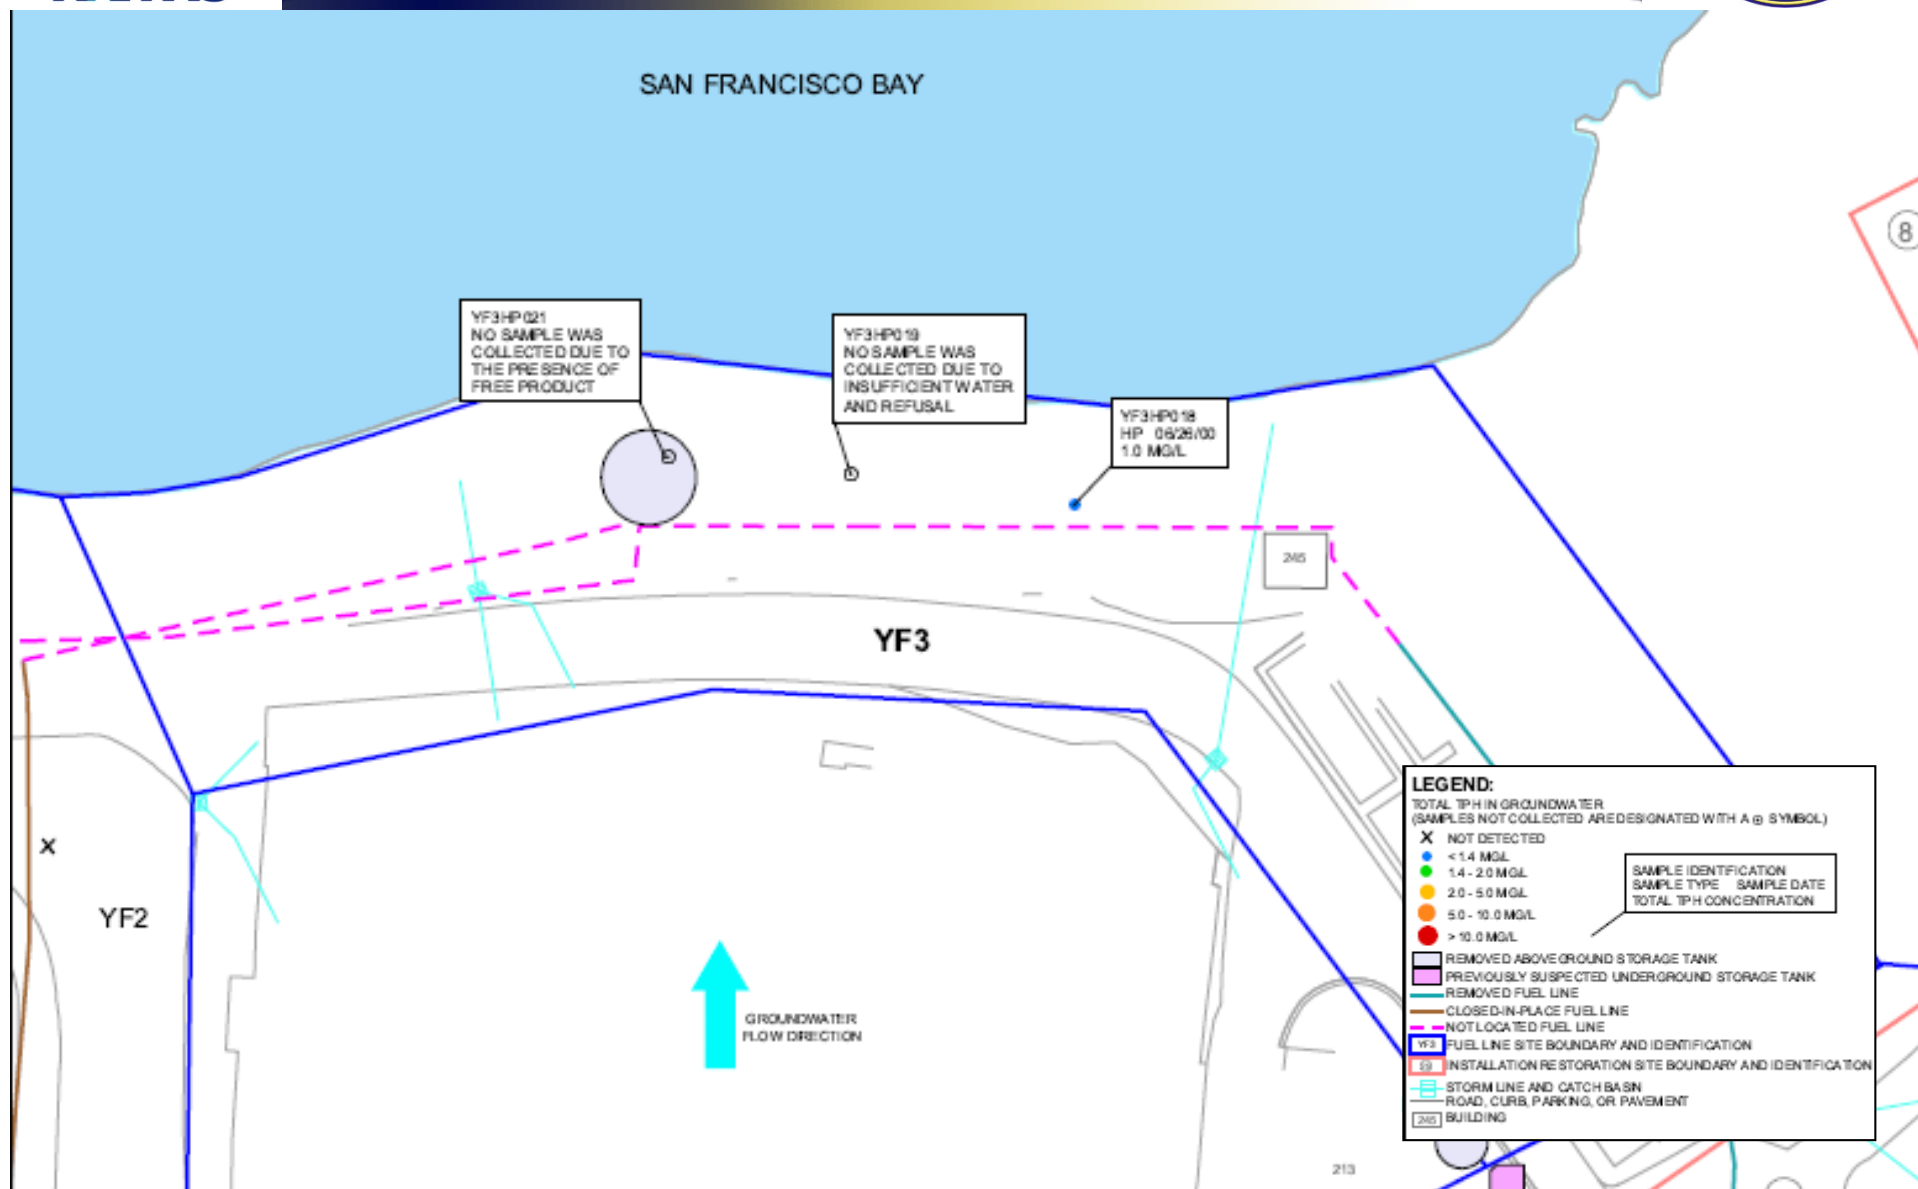 SAN FRANCISCO BAY
8
YF3HP021
NO SAMPLE WAS
COLLECTED DUE TO
THE PRESENCE OF
FREE PRODUCT
YF3HP019
NO SAMPLE WAS
COLLECTED DUE TO
INSUFFICIENT WATER
AND REFUSAL
YF3HP018
HP 06/26/00
1.0 MG/L
245
YF3
X
YF2
GROUNDWATER
FLOW DIRECTION
LEGEND:
TOTAL TPH IN GROUNDWATER
(SAMPLES NOT COLLECTED ARE DESIGNATED WITH A ⊙ SYMBOL)
X NOT DETECTED
< 1.4 MG/L
1.4 - 2.0 MG/L
2.0 - 5.0 MG/L
5.0 - 10.0 MG/L
> 10.0 MG/L
SAMPLE IDENTIFICATION
SAMPLE TYPE SAMPLE DATE
TOTAL TPH CONCENTRATION
REMOVED ABOVEGROUND STORAGE TANK
PREVIOUSLY SUSPECTED UNDERGROUND STORAGE TANK
REMOVED FUEL LINE
CLOSED-IN-PLACE FUEL LINE
NOT LOCATED FUEL LINE
YF3 FUEL LINE SITE BOUNDARY AND IDENTIFICATION
INSTALLATION RESTORATION SITE BOUNDARY AND IDENTIFICATION
STORM LINE AND CATCH BASIN
ROAD, CURB, PARKING, OR PAVEMENT
245 BUILDING
213